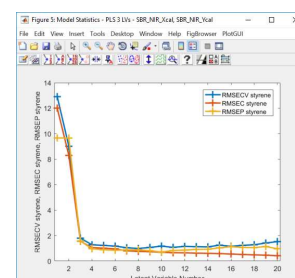 Figure 5: Model Statistics - PLS 3 LVs - SBR_NIR_Xcal, SBR_NIR_Ycal
File Edit View Insert Tools Desktop Window Help FigBrowser PlotGUI
RMSECV styrene
RMSEC styrene
RMSEP styrene
RMSECV styrene, RMSEC styrene, RMSEP styrene
14
12
10
8
6
4
2
0
2 4 6 8 10 12 14 16 18 20
Latent Variable Number